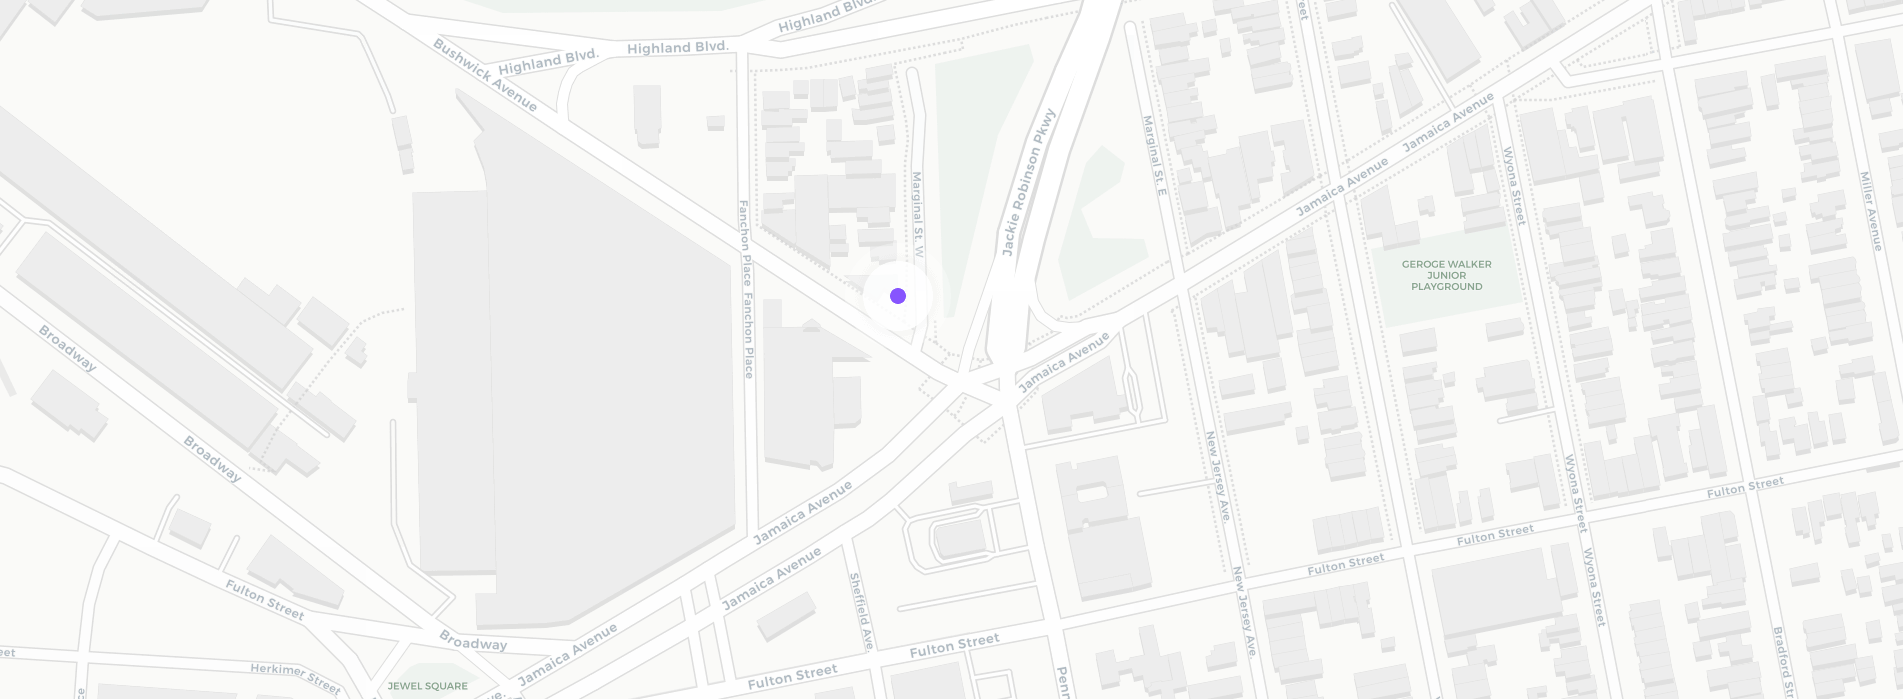 Highland Blvd.
Highland Blvd.
Highland Blvd.
Bushwick Avenue
Jackie Robinson Pkwy
Marginal St. E
Marginal St. W
Fanchon Place
Fanchon Place
Jamaica Avenue
Jamaica Avenue
Jamaica Avenue
Wyona Street
Miller Avenue
GEROGE WALKER
JUNIOR
PLAYGROUND
Broadway
Broadway
Jamaica Avenue
Jamaica Avenue
New Jersey Ave.
Wyona Street
Fulton Street
Fulton Street
Fulton Street
Wyona Street
New Jersey Ave.
Sheffield Ave.
Fulton Street
Broadway
Jamaica Avenue
Fulton Street
Fulton Street
Herkimer Street
JEWEL SQUARE
Penn
Bradford Str